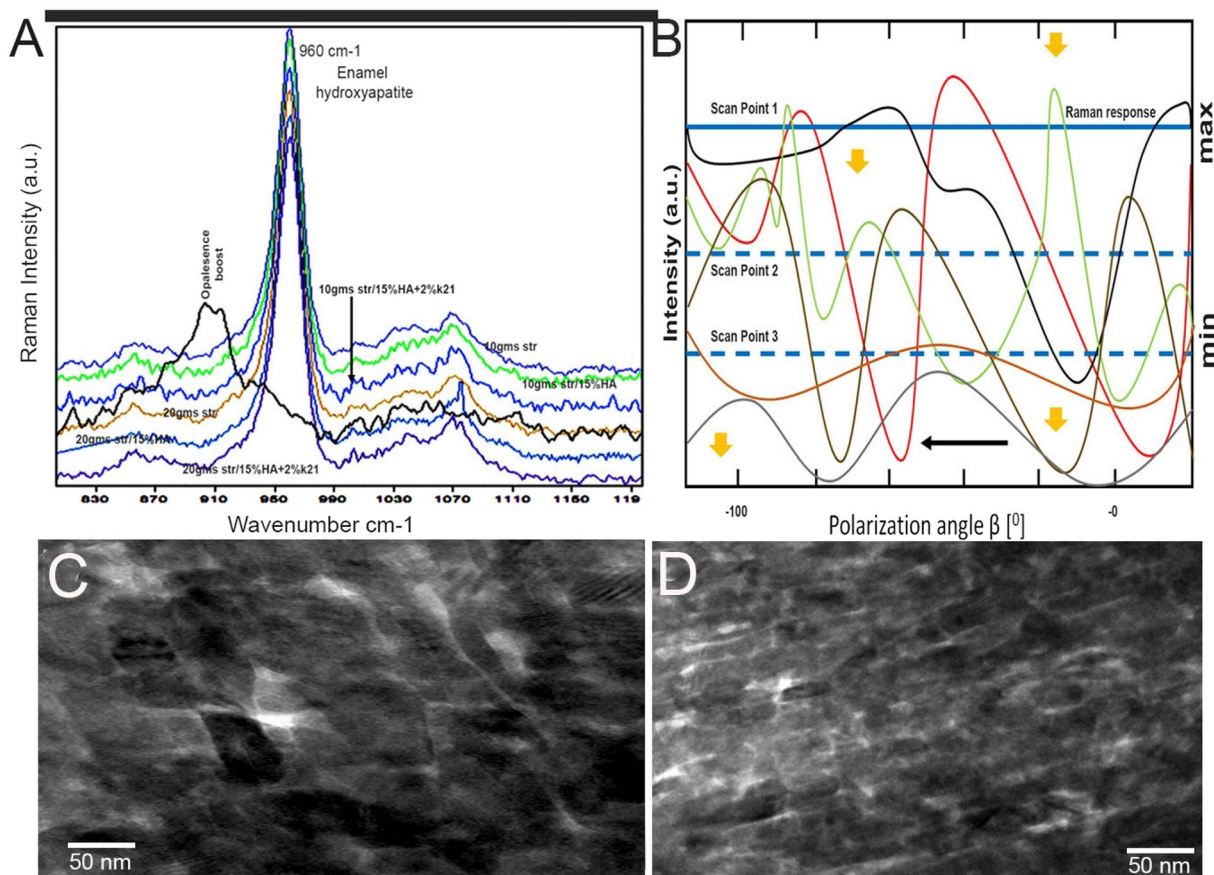 A
960 cm-1
Enamel
hydroxyapatite
Opalesence
boost
10gms str/15%HA+2%k21
10gms str
10gms str/15%HA
20gms str
20gms str/15%HA
20gms str/15%HA+2%k21
Raman Intensity (a.u.)
830 870 910 950 990 1030 1070 1110 1150 119
Wavenumber cm-1
B
Scan Point 1
Raman response
Scan Point 2
Scan Point 3
Intensity (a.u.)
max
min
-100 -0
Polarization angle β [⁰]
C
50 nm
D
50 nm